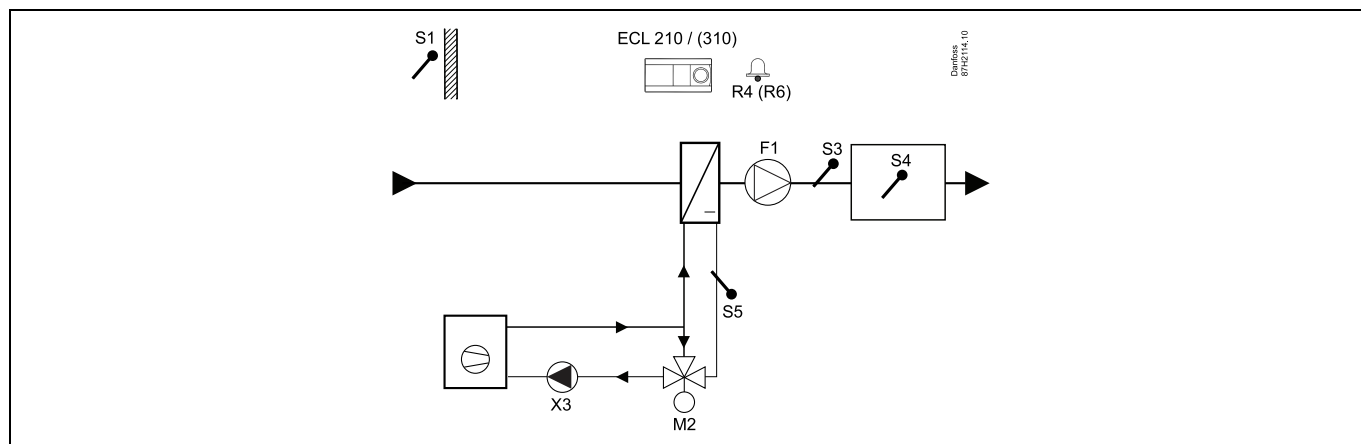 S1
ECL 210 / (310)
R4 (R6)
Danfoss
87H2114.10
F1
S3
S4
S5
X3
M2